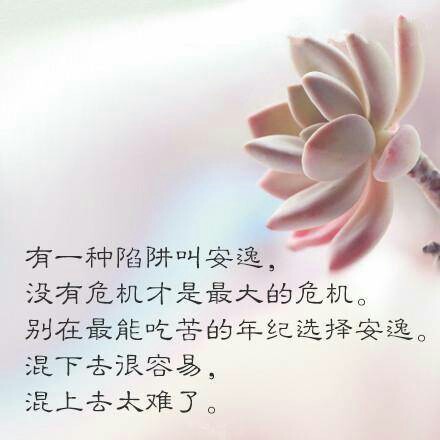 有一种陷阱叫安逸，
没有危机才是最大的危机。
别在最能吃苦的年纪选择安逸。
混下去很容易，
混上去太难了。